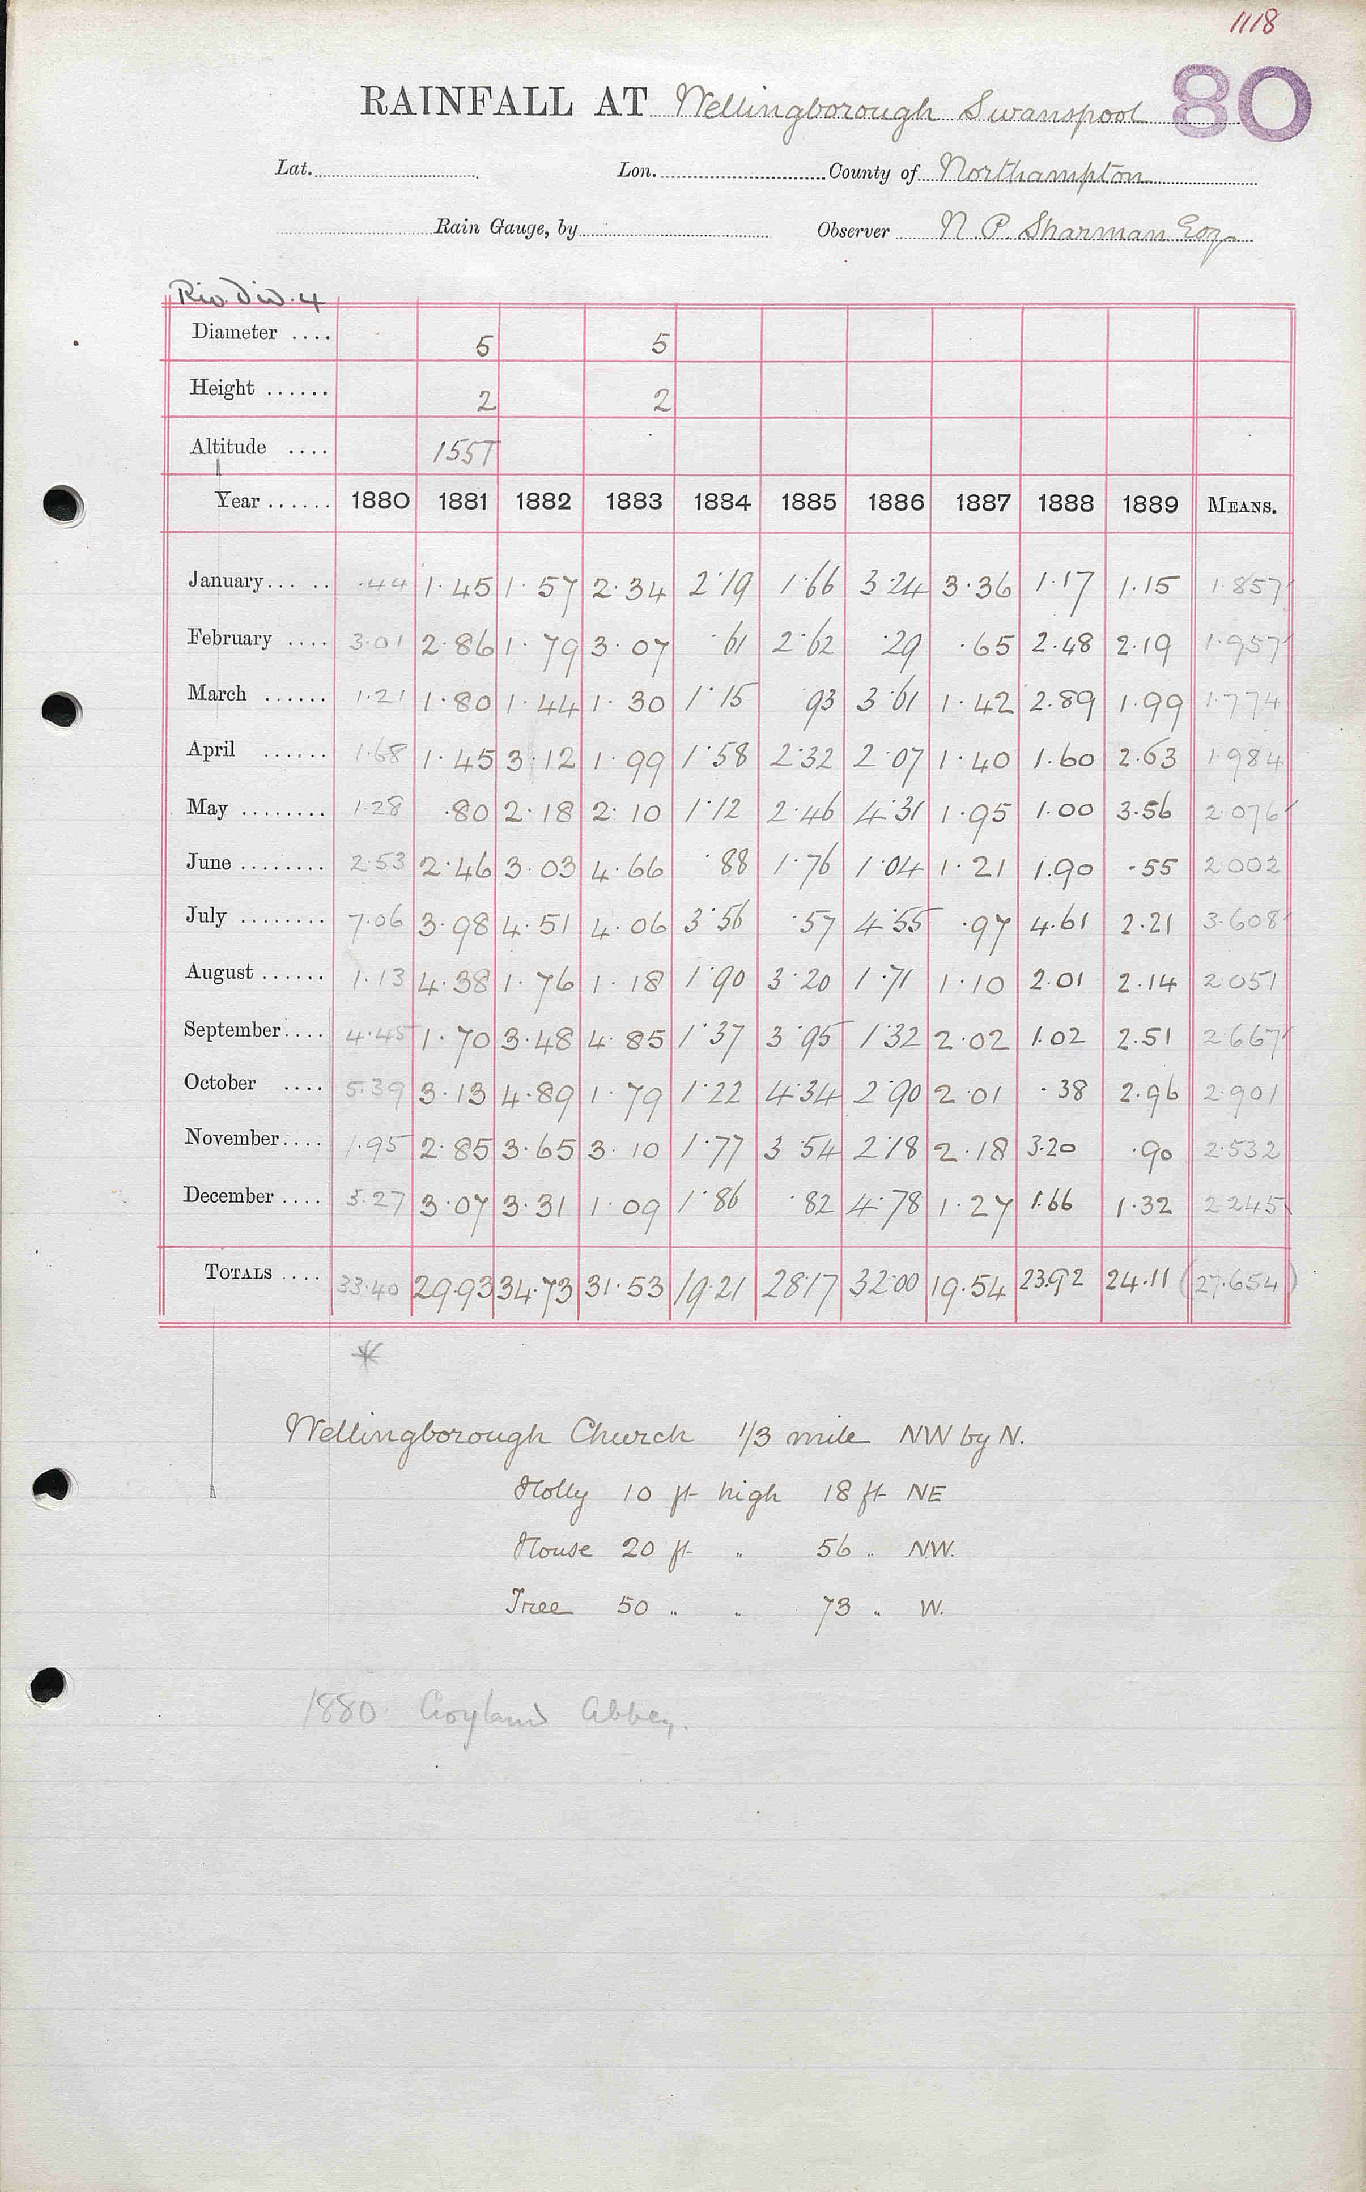 1118
RAINFALL AT Wellingborough Swanspool 80
Lat. Lon. County of Northampton
Rain Gauge, by Observer N. P. Sharman Esq.
Riv. Div. 4
Diameter .... 5 5
Height ...... 2 2
Altitude .... 155T
Year ...... 1880 1881 1882 1883 1884 1885 1886 1887 1888 1889 MEANS.
January... .. .44 1.45 1.57 2.34 2.19 1.66 3.24 3.36 1.17 1.15 1.857
February .... 3.01 2.86 1.79 3.07 .61 2.62 .29 .65 2.48 2.19 1.957
March ...... 1.21 1.80 1.44 1.30 1.15 93 3.61 1.42 2.89 1.99 1.774
April ...... 1.68 1.45 3.12 1.99 1.58 2.32 2.07 1.40 1.60 2.63 1.984
May ........ 1.28 .80 2.18 2.10 1.12 2.46 4.31 1.95 1.00 3.56 2.076
June ........ 2.53 2.46 3.03 4.66 .88 1.76 1.04 1.21 1.90 .55 2.002
July ........ 7.06 3.98 4.51 4.06 3.56 .57 4.55 .97 4.61 2.21 3.608
August ...... 1.13 4.38 1.76 1.18 1.90 3.20 1.71 1.10 2.01 2.14 2.051
September.... 4.45 1.70 3.48 4.85 1.37 3.95 1.32 2.02 1.02 2.51 2.667
October .... 5.39 3.13 4.89 1.79 1.22 4.34 2.90 2.01 .38 2.96 2.901
November.... 1.95 2.85 3.65 3.10 1.77 3.54 2.18 2.18 3.20 .90 2.532
December .... 3.27 3.07 3.31 1.09 1.86 .82 4.78 1.27 1.66 1.32 2.245
TOTALS .... 33.40 29.93 34.73 31.53 19.21 28.17 32.00 19.54 23.92 24.11 (27.654)
*
Wellingborough Church 1/3 mile NW by N.
Holly 10 ft high 18 ft NE
House 20 ft " 56 " NW.
Tree 50 " " 73 " W.
1880. Croyland Abbey.